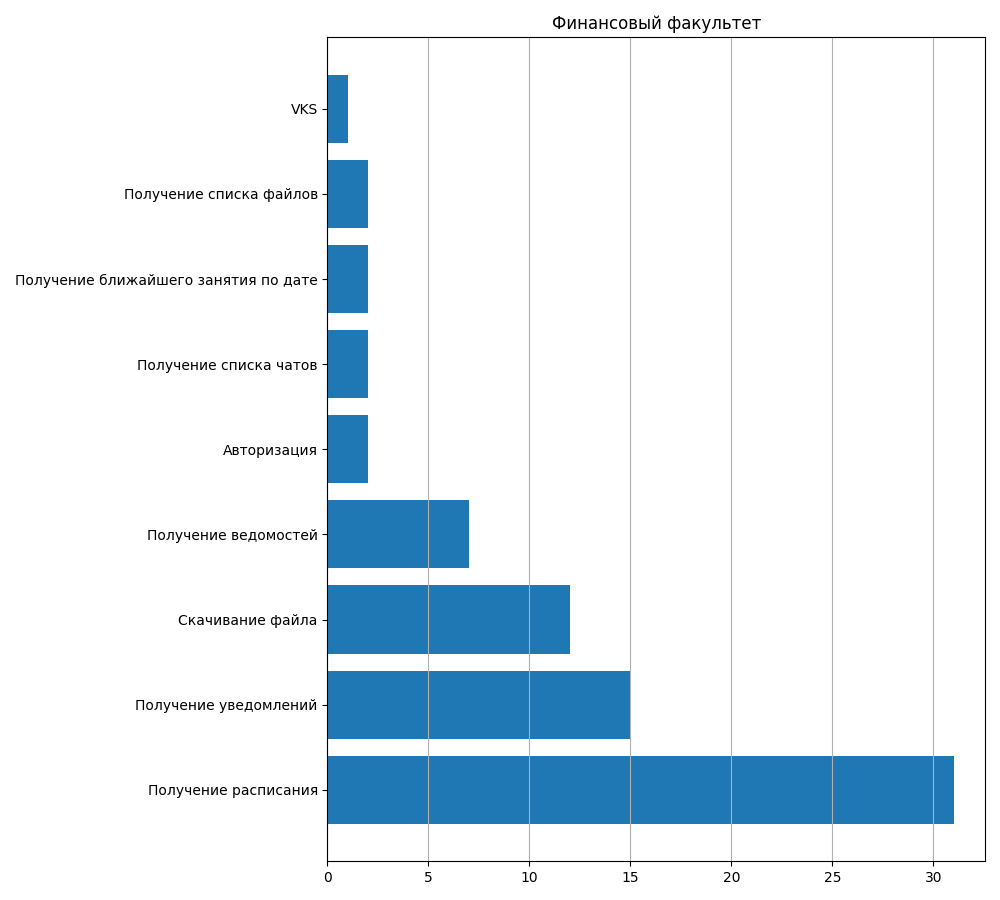 Финансовый факультет
VKS
Получение списка файлов
Получение ближайшего занятия по дате
Получение списка чатов
Авторизация
Получение ведомостей
Скачивание файла
Получение уведомлений
Получение расписания
0 5 10 15 20 25 30